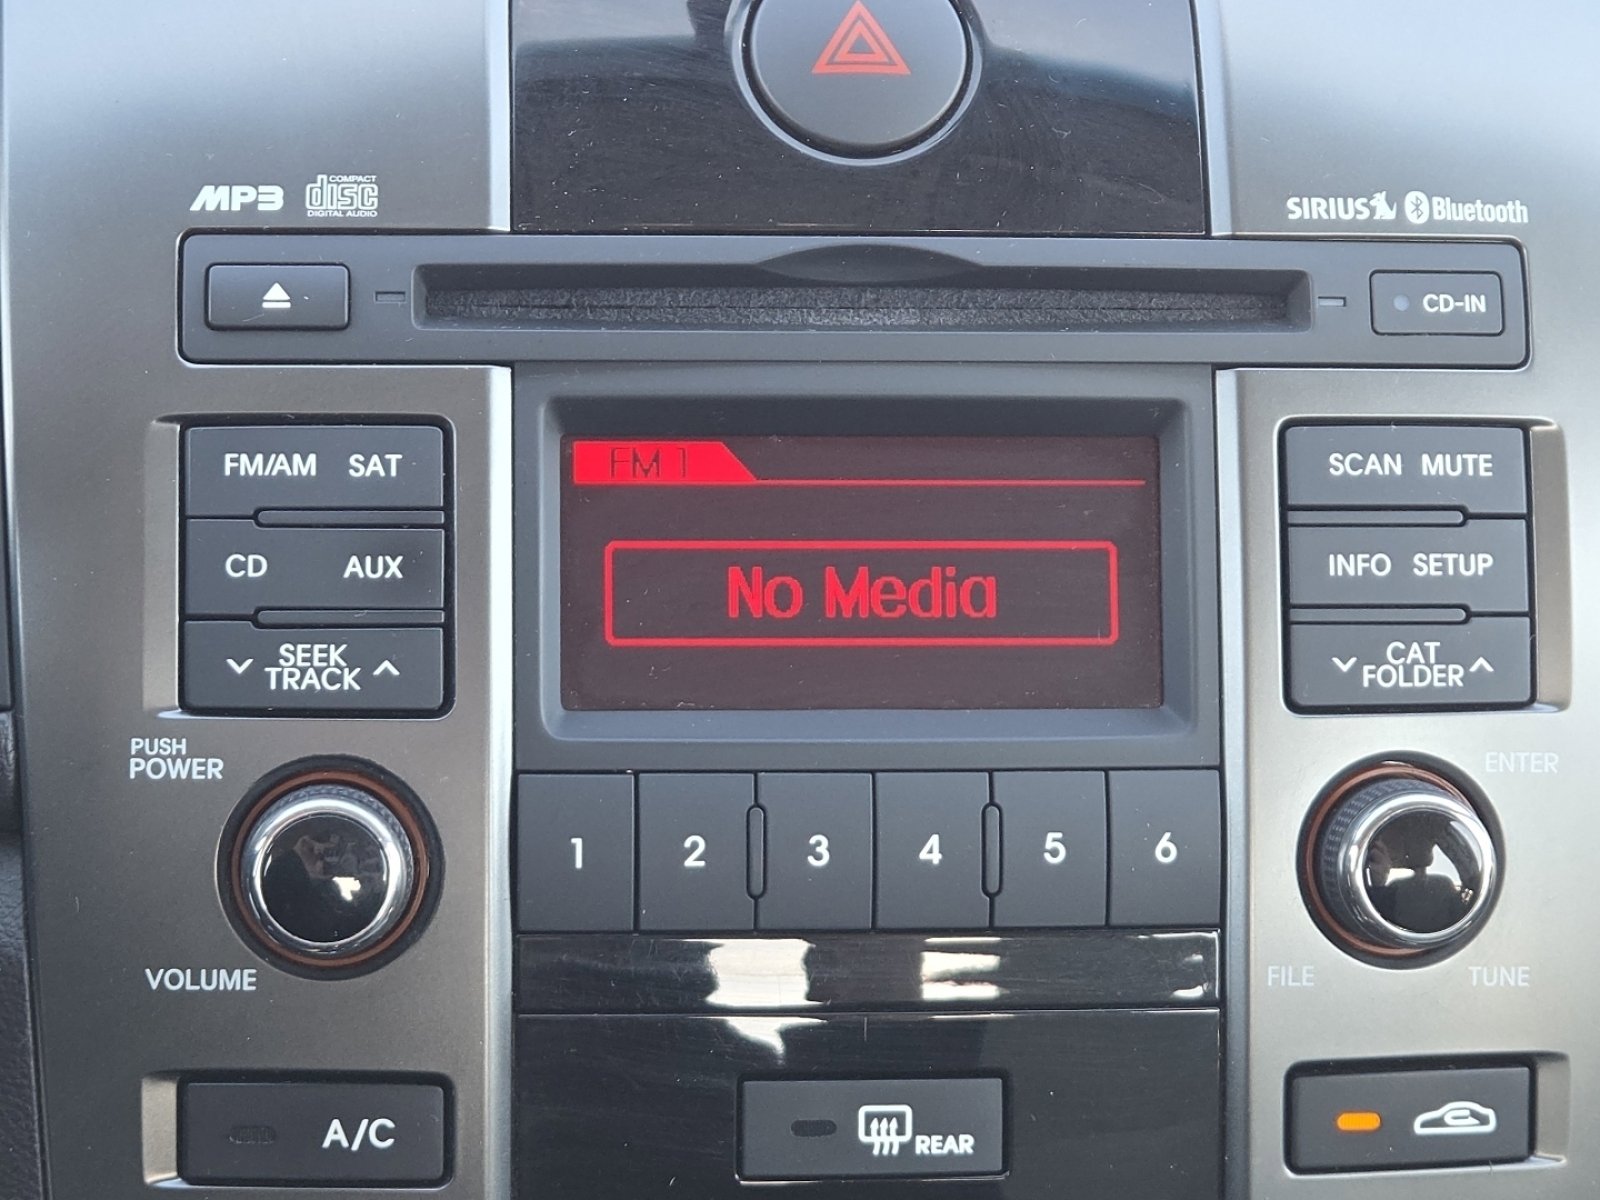 MP3
COMPACT
disc
DIGITAL AUDIO
SIRIUS Bluetooth
CD-IN
FM/AM SAT
CD AUX
SEEK
TRACK
FM 1
No Media
SCAN MUTE
INFO SETUP
CAT
FOLDER
PUSH
POWER
VOLUME
1 2 3 4 5 6
ENTER
FILE TUNE
A/C
REAR